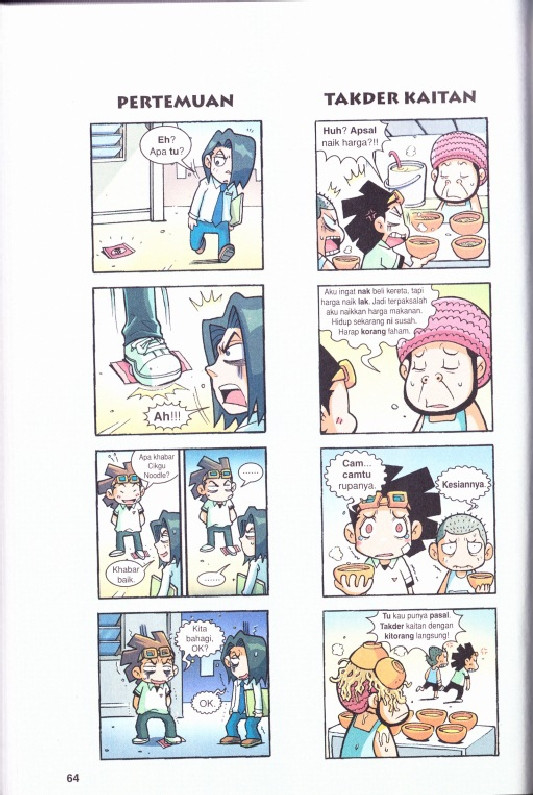 PERTEMUAN
Eh?
Apa tu?
Ah!!!
Apa khabar
Cikgu
Noodle?
Khabar
baik.
.......
.......
Kita
bahagi,
OK?
OK.
TAKDER KAITAN
Huh? Apsal
naik harga?!!
Aku ingat nak beli kereta, tapi
harga naik lak. Jadi terpaksalah
aku naikkan harga makanan.
Hidup sekarang ni susah.
Harap korang faham.
Cam...
camtu
rupanya.
Kesiannya.
Tu kau punya pasal.
Takder kaitan dengan
kitorang langsung!
64